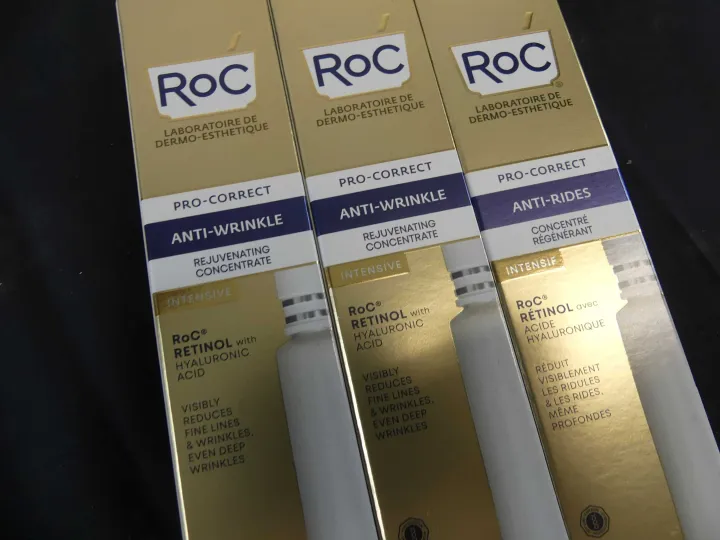 RoC
LABORATOIRE DE
DERMO-ESTHETIQUE
PRO-CORRECT
ANTI-WRINKLE
REJUVENATING
CONCENTRATE
INTENSIVE
RoC®
RETINOL with
HYALURONIC
ACID
VISIBLY
REDUCES
FINE LINES
& WRINKLES,
EVEN DEEP
WRINKLES
RoC
LABORATOIRE DE
DERMO-ESTHETIQUE
PRO-CORRECT
ANTI-WRINKLE
REJUVENATING
CONCENTRATE
INTENSIVE
RoC®
RETINOL with
HYALURONIC
ACID
VISIBLY
REDUCES
FINE LINES
& WRINKLES,
EVEN DEEP
WRINKLES
RoC®
LABORATOIRE DE
DERMO-ESTHETIQUE
PRO-CORRECT
ANTI-RIDES
CONCENTRÉ
RÉGÉNÉRANT
INTENSIF
RoC®
RÉTINOL avec
ACIDE
HYALURONIQUE
RÉDUIT
VISIBLEMENT
LES RIDULES
& LES RIDES,
MÊME
PROFONDES